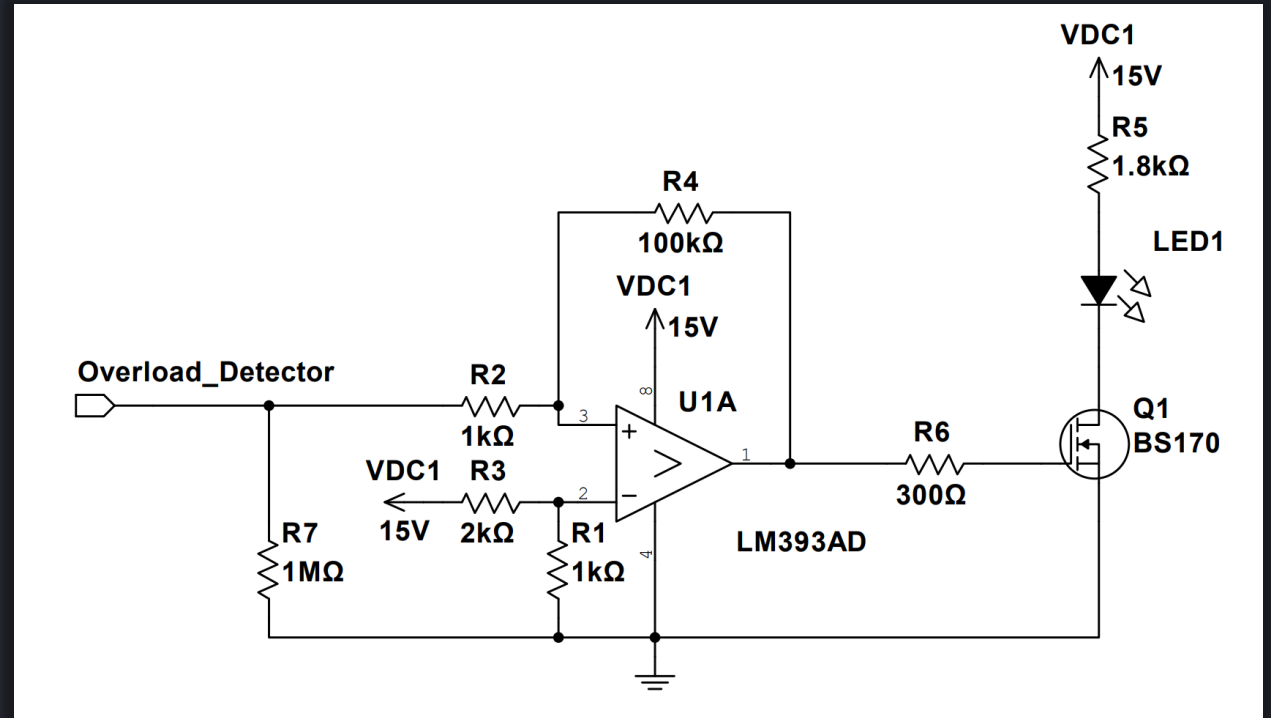 VDC1
15V
R5
1.8kΩ
R4
100kΩ
LED1
VDC1
15V
Overload_Detector
R2
1kΩ
8
U1A
3
+
Q1
BS170
R6
300Ω
1
VDC1
15V
R3
2kΩ
2
−
R1
1kΩ
LM393AD
4
R7
1MΩ